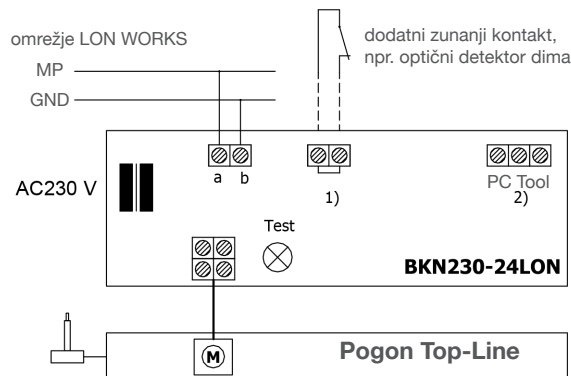 omrežje LON WORKS
MP
GND
dodatni zunanji kontakt,
npr. optični detektor dima
AC230 V
a b
1)
PC Tool
2)
Test
BKN230-24LON
M
Pogon Top-Line